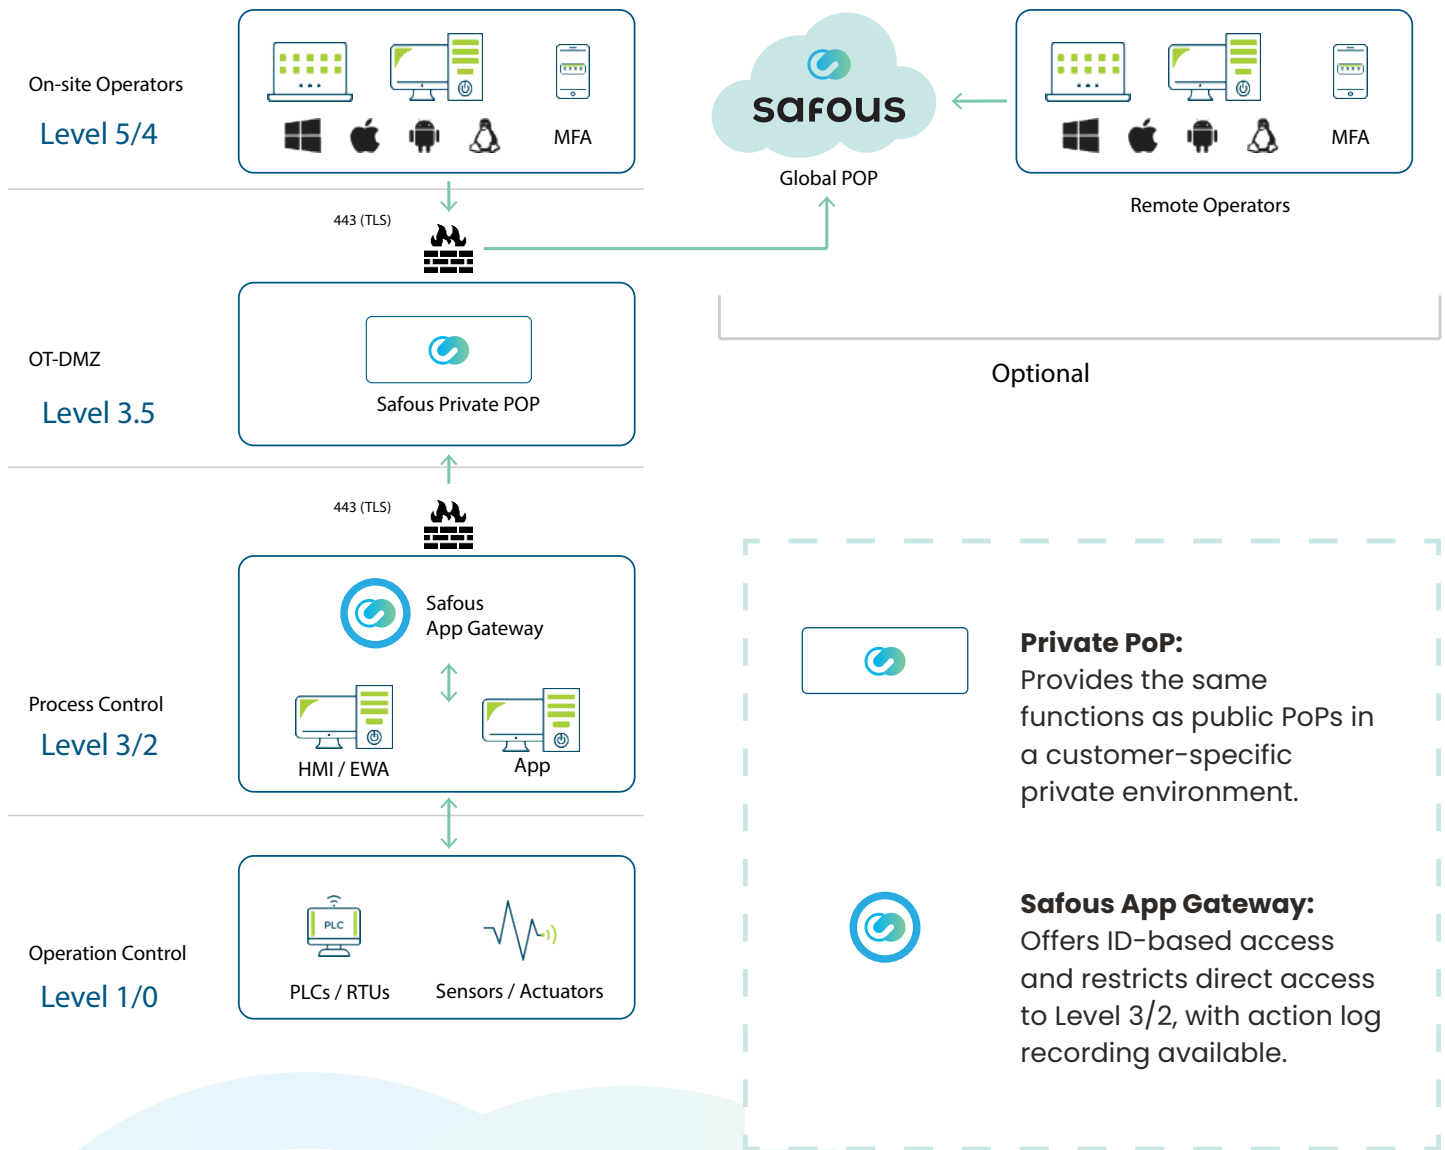 On-site Operators
Level 5/4
MFA
safous
Global POP
MFA
Remote Operators
443 (TLS)
Optional
OT-DMZ
Level 3.5
Safous Private POP
443 (TLS)
Safous
App Gateway
Process Control
Level 3/2
HMI / EWA
App
Operation Control
Level 1/0
PLC
PLCs / RTUs
Sensors / Actuators
Private PoP:
Provides the same
functions as public PoPs in
a customer-specific
private environment.
Safous App Gateway:
Offers ID-based access
and restricts direct access
to Level 3/2, with action log
recording available.